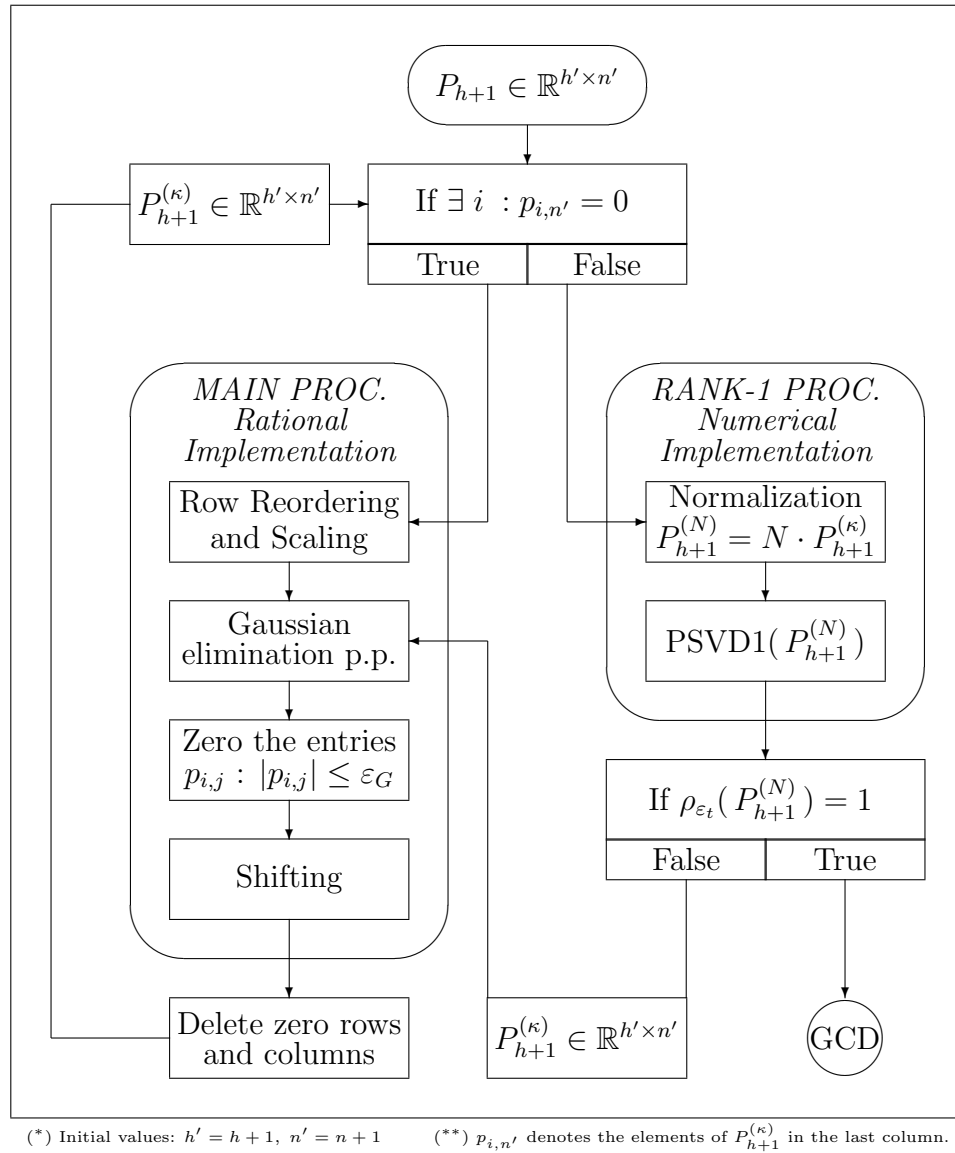 P_{h+1} ∈ ℝ^{h′×n′}
P_{h+1}^{(κ)} ∈ ℝ^{h′×n′}
If ∃ i : p_{i,n′} = 0
True
False
MAIN PROC.
Rational
Implementation
Row Reordering
and Scaling
Gaussian
elimination p.p.
Zero the entries
p_{i,j} : |p_{i,j}| ≤ ε_G
Shifting
Delete zero rows
and columns
RANK-1 PROC.
Numerical
Implementation
Normalization
P_{h+1}^{(N)} = N · P_{h+1}^{(κ)}
PSVD1( P_{h+1}^{(N)} )
If ρ_{ε_t}( P_{h+1}^{(N)} ) = 1
False
True
P_{h+1}^{(κ)} ∈ ℝ^{h′×n′}
GCD
(*) Initial values: h′ = h + 1, n′ = n + 1
(**) p_{i,n′} denotes the elements of P_{h+1}^{(κ)} in the last column.